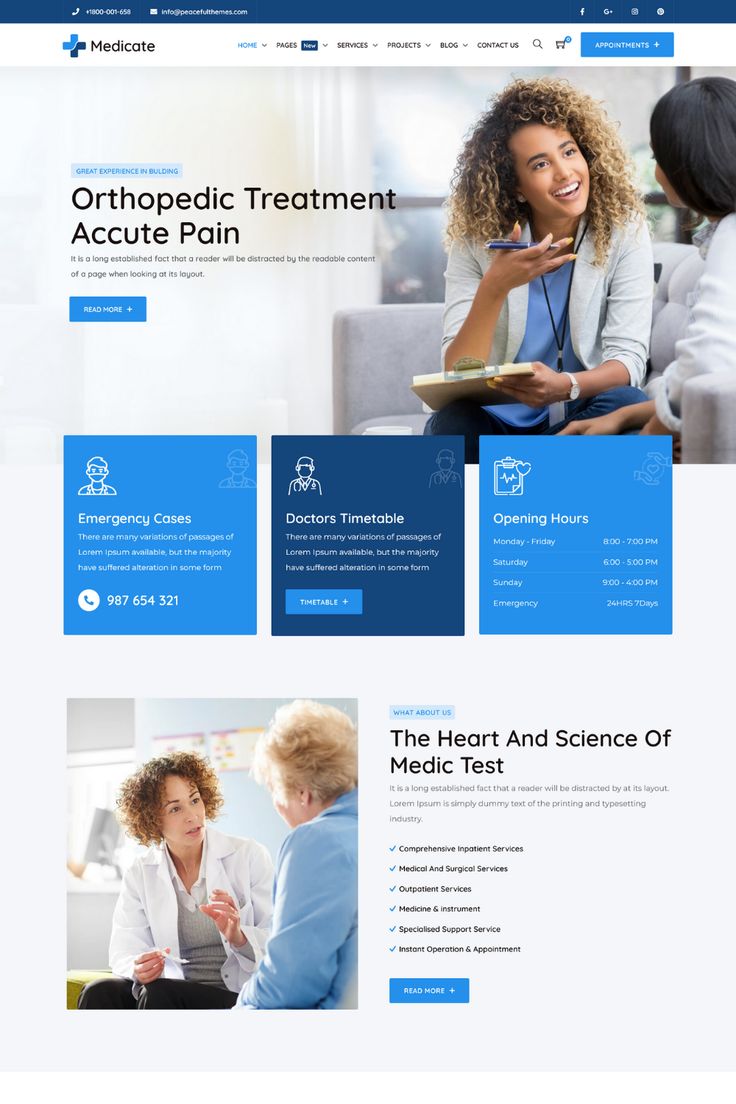 +1800-001-658 info@peacefulthemes.com
Medicate
HOME PAGES New SERVICES PROJECTS BLOG CONTACT US 0 APPOINTMENTS +
GREAT EXPERIENCE IN BULDING
Orthopedic Treatment
Accute Pain
It is a long established fact that a reader will be distracted by the readable content
of a page when looking at its layout.
READ MORE +
Emergency Cases
There are many variations of passages of
Lorem Ipsum available, but the majority
have suffered alteration in some form
987 654 321
Doctors Timetable
There are many variations of passages of
Lorem Ipsum available, but the majority
have suffered alteration in some form
TIMETABLE +
Opening Hours
Monday - Friday 8:00 - 7:00 PM
Saturday 6:00 - 5:00 PM
Sunday 9:00 - 4:00 PM
Emergency 24HRS 7Days
WHAT ABOUT US
The Heart And Science Of
Medic Test
It is a long established fact that a reader will be distracted by at its layout.
Lorem Ipsum is simply dummy text of the printing and typesetting
industry.
Comprehensive Inpatient Services
Medical And Surgical Services
Outpatient Services
Medicine & instrument
Specialised Support Service
Instant Operation & Appointment
READ MORE +